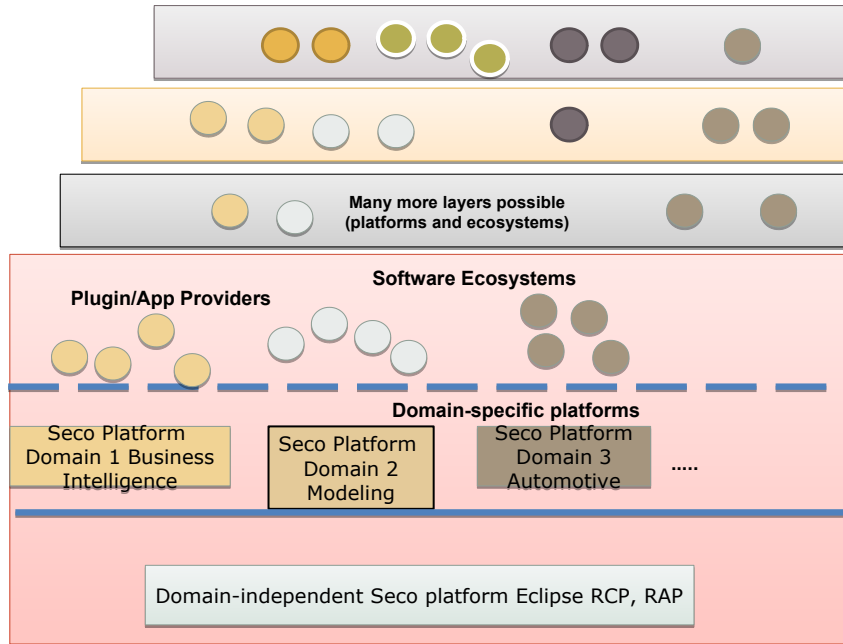 Many more layers possible
(platforms and ecosystems)
Software Ecosystems
Plugin/App Providers
Domain-specific platforms
Seco Platform
Domain 1 Business
Intelligence
Seco Platform
Domain 2
Modeling
Seco Platform
Domain 3
Automotive
.....
Domain-independent Seco platform Eclipse RCP, RAP